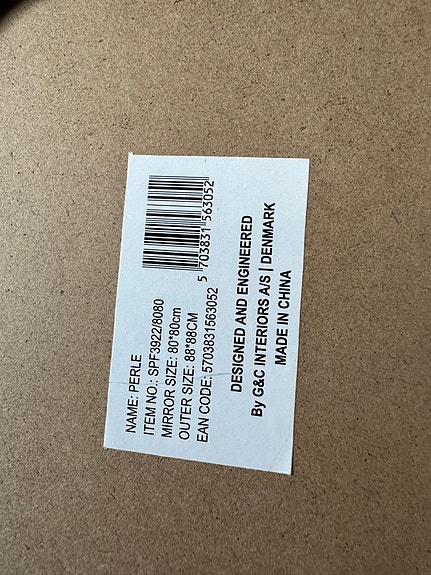 NAME: PERLE
ITEM NO.: SPF3922/8080
MIRROR SIZE: 80*80cm
OUTER SIZE: 88*88CM
EAN CODE: 5703831563052
5 703831 563052
DESIGNED AND ENGINEERED
By G&C INTERIORS A/S | DENMARK
MADE IN CHINA